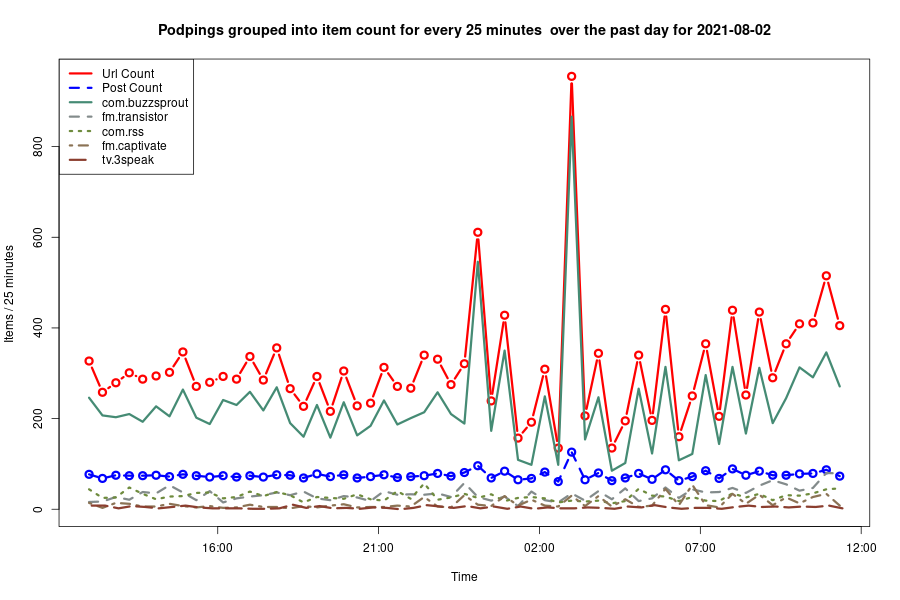 Podpings grouped into item count for every 25 minutes  over the past day for 2021-08-02
Url Count
Post Count
com.buzzsprout
fm.transistor
com.rss
fm.captivate
tv.3speak
Items / 25 minutes
800
600
400
200
0
16:00 21:00 02:00 07:00 12:00
Time